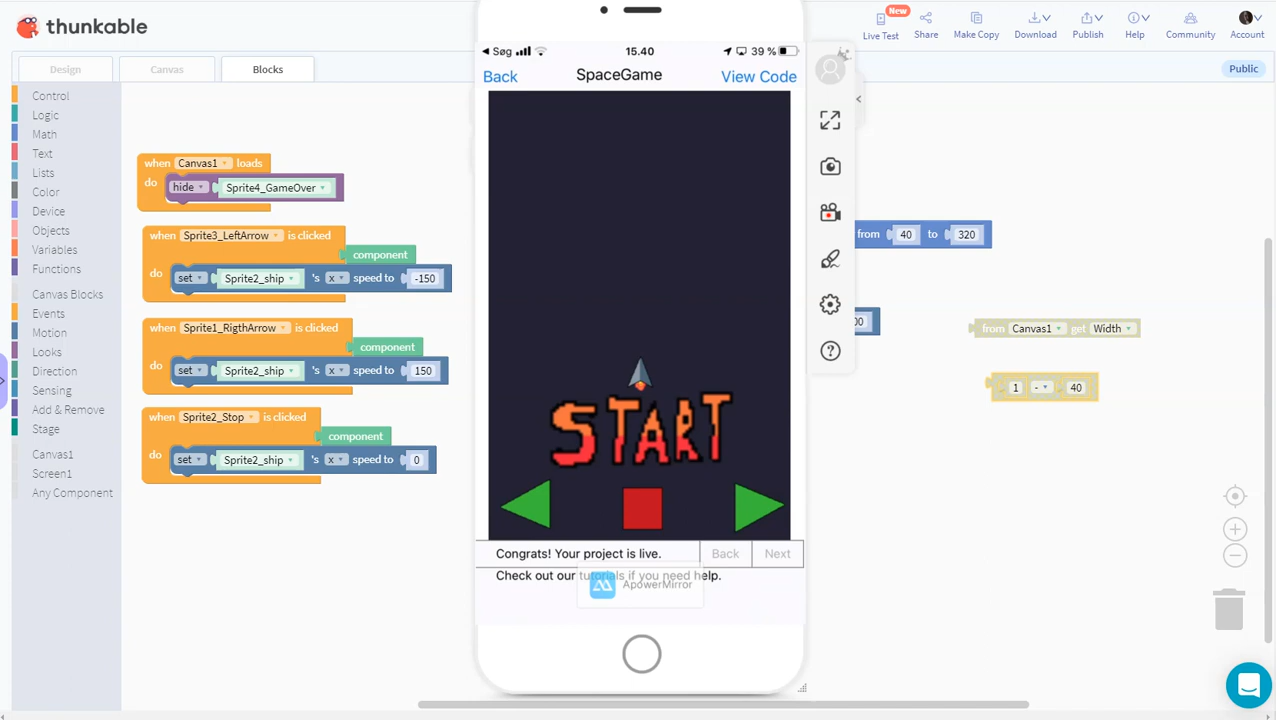 thunkable
New
Live Test
Share
Make Copy
Download
Publish
Help
Community
Account
Design
Canvas
Blocks
Public
Control
Logic
Math
Text
Lists
Color
Device
Objects
Variables
Functions
Canvas Blocks
Events
Motion
Looks
Direction
Sensing
Add & Remove
Stage
Canvas1
Screen1
Any Component
when Canvas1 loads
do hide Sprite4_GameOver
when Sprite3_LeftArrow is clicked
component
do set Sprite2_ship 's x speed to -150
when Sprite1_RigthArrow is clicked
component
do set Sprite2_ship 's x speed to 150
when Sprite2_Stop is clicked
component
do set Sprite2_ship 's x speed to 0
Søg
15.40
39 %
Back
SpaceGame
View Code
START
Congrats! Your project is live.
Back
Next
Check out our tutorials if you need help.
ApowerMirror
from 40 to 320
00
from Canvas1 get Width
1 - 40